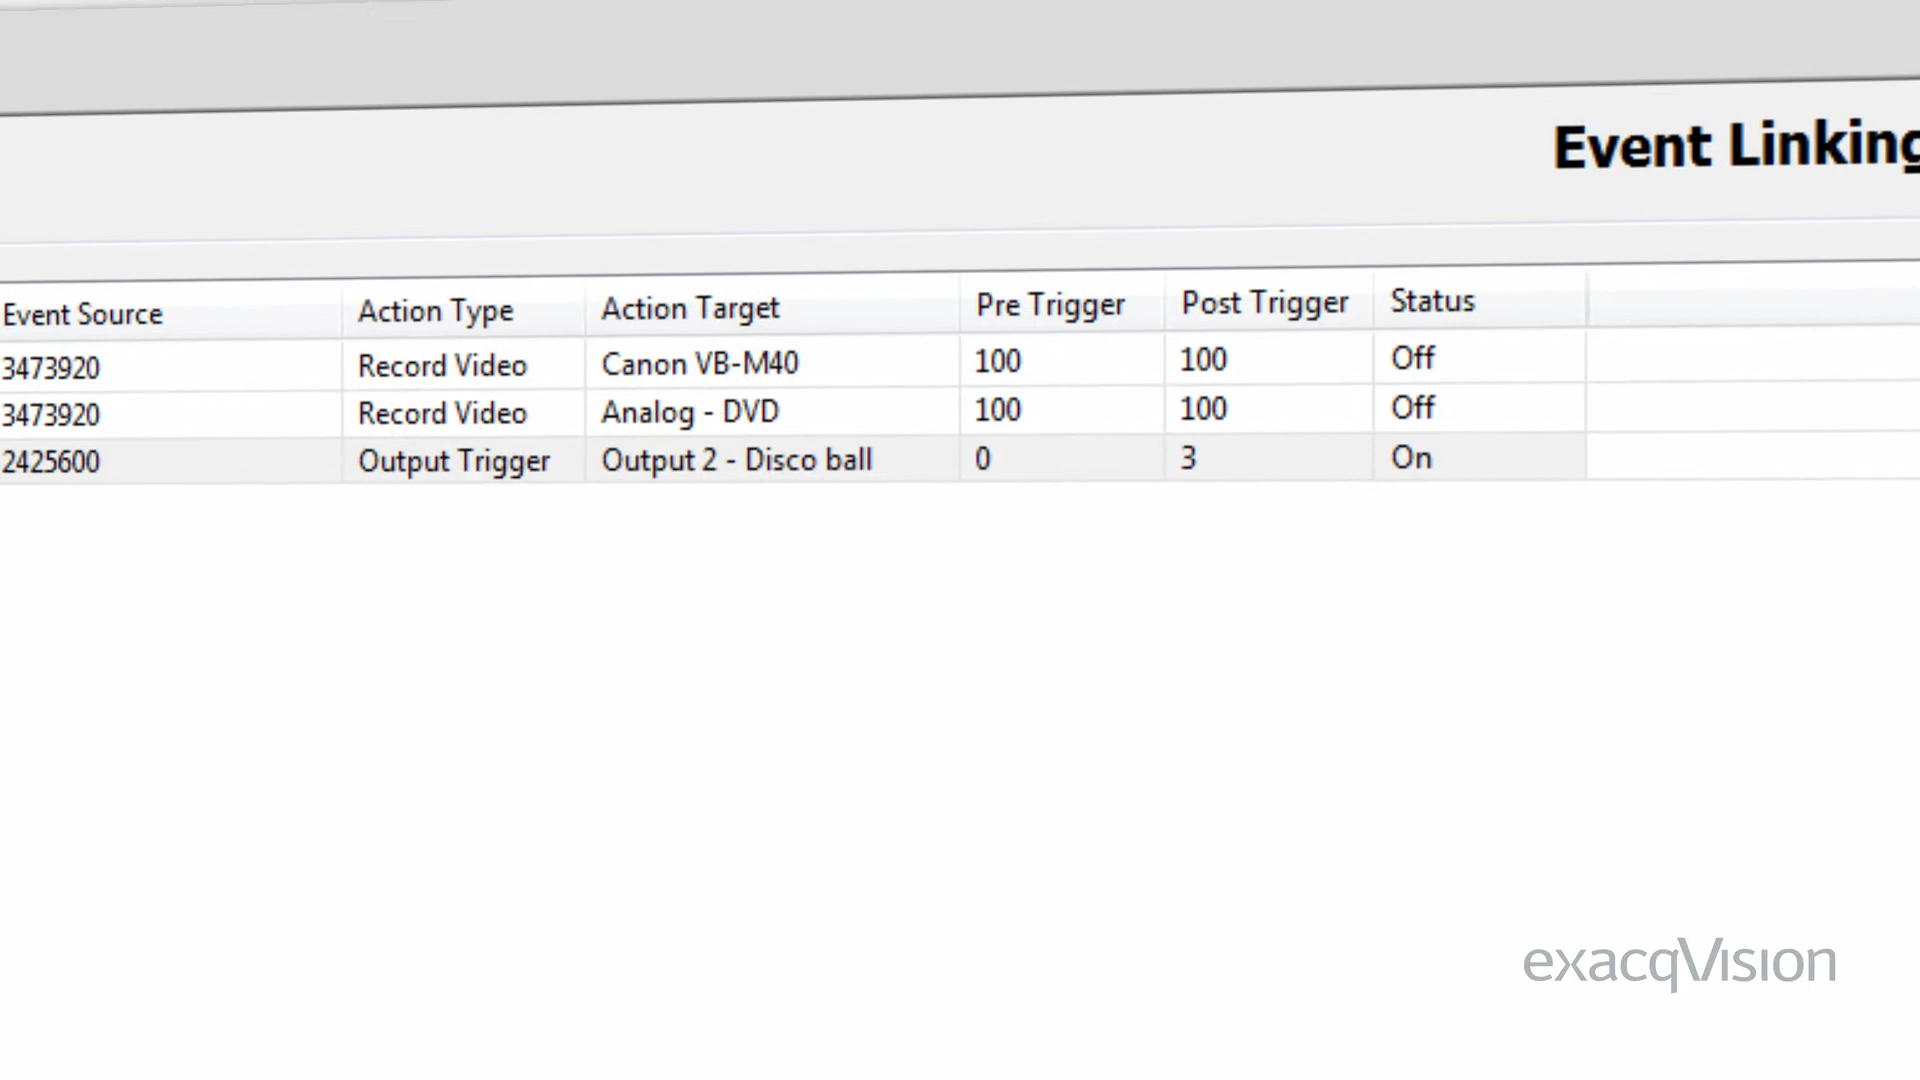 Event Linking
Event Source Action Type Action Target Pre Trigger Post Trigger Status
3473920 Record Video Canon VB-M40 100 100 Off
3473920 Record Video Analog - DVD 100 100 Off
2425600 Output Trigger Output 2 - Disco ball 0 3 On
exacqVision